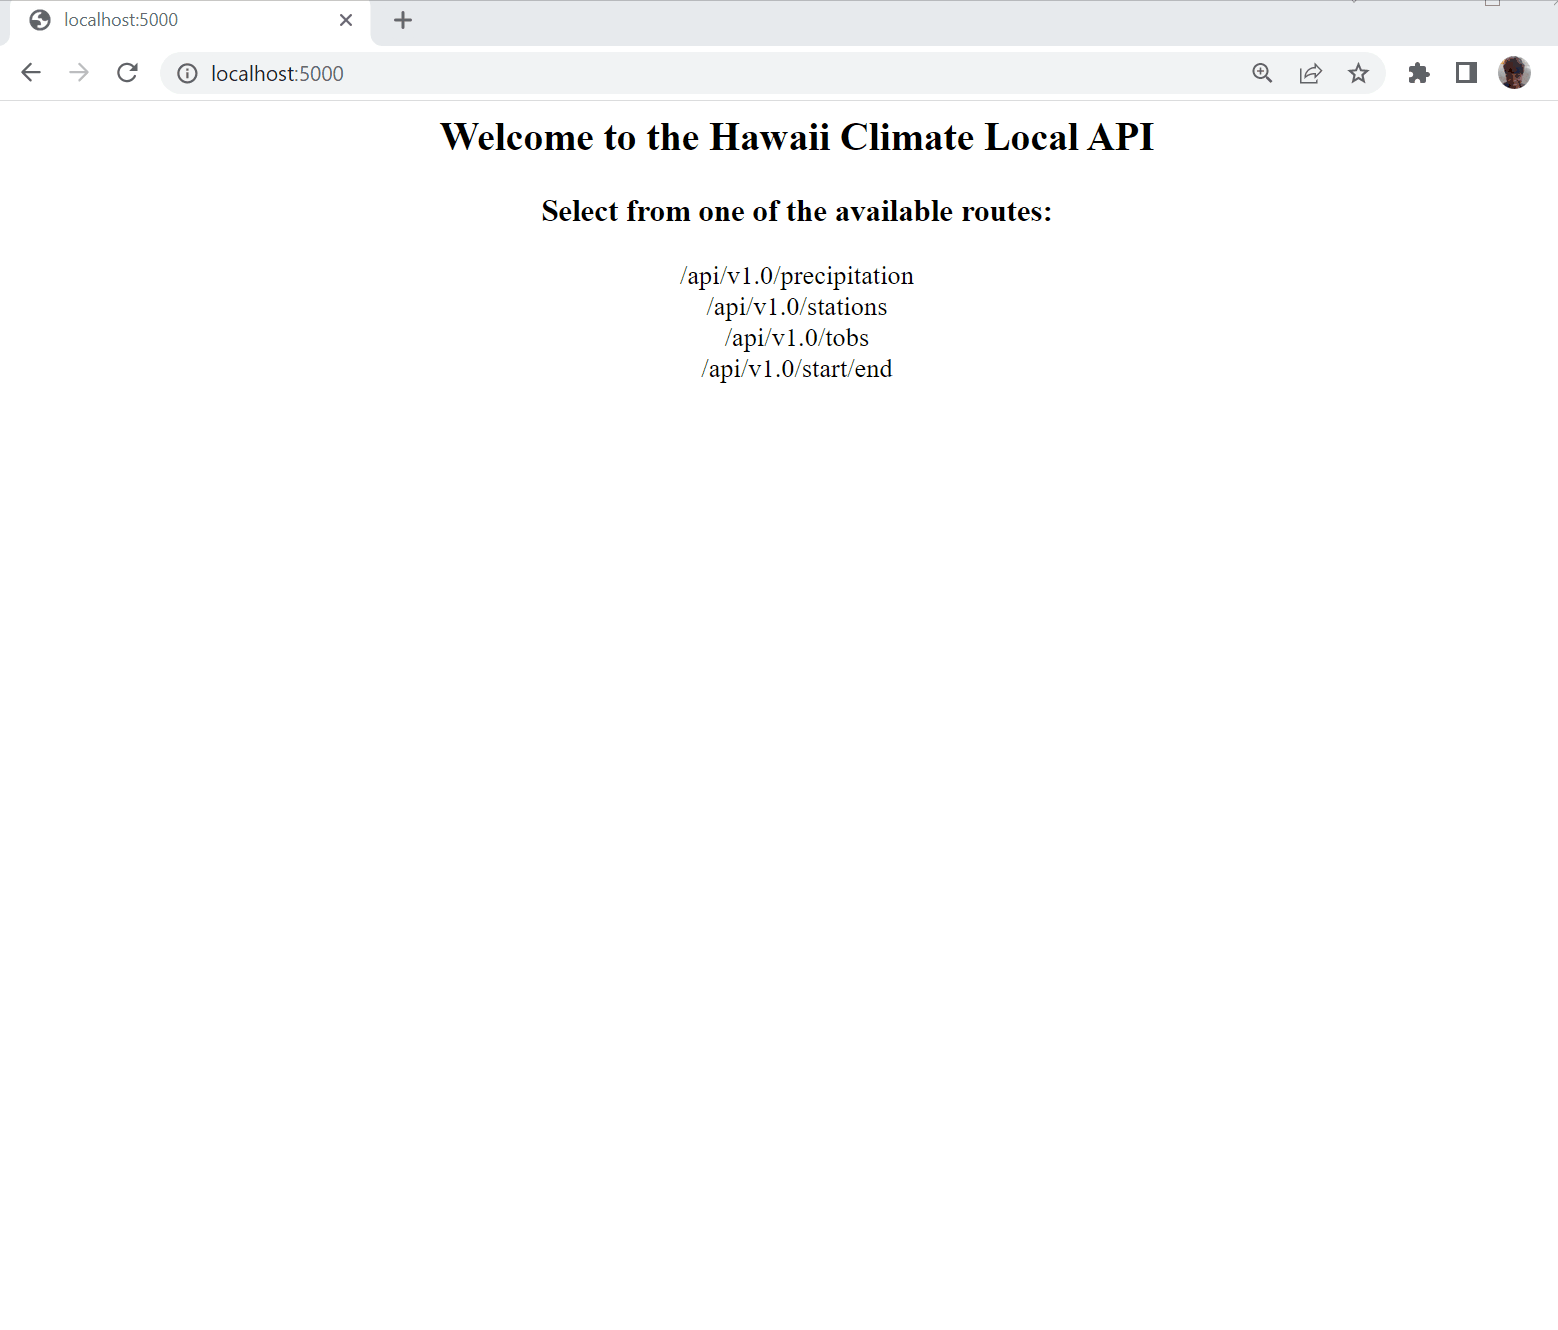 localhost:5000
localhost:5000
Welcome to the Hawaii Climate Local API
Select from one of the available routes:
/api/v1.0/precipitation
/api/v1.0/stations
/api/v1.0/tobs
/api/v1.0/start/end